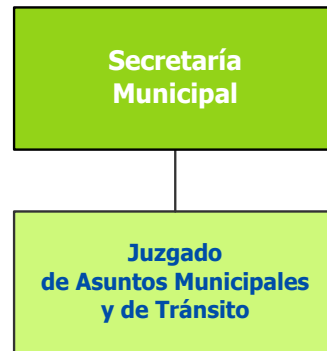 Secretaría
Municipal
Juzgado
de Asuntos Municipales
y de Tránsito